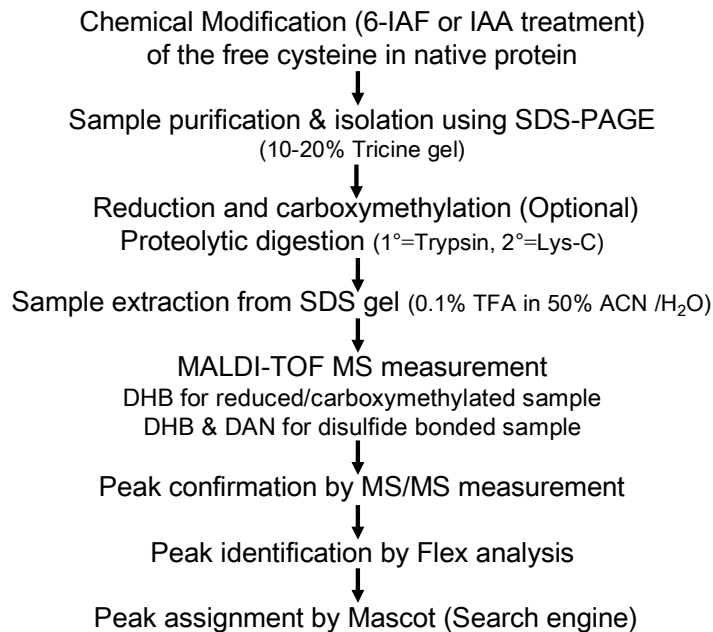 Chemical Modification (6-IAF or IAA treatment)
of the free cysteine in native protein
Sample purification & isolation using SDS-PAGE
(10-20% Tricine gel)
Reduction and carboxymethylation (Optional)
Proteolytic digestion (1°=Trypsin, 2°=Lys-C)
Sample extraction from SDS gel (0.1% TFA in 50% ACN /H₂O)
MALDI-TOF MS measurement
DHB for reduced/carboxymethylated sample
DHB & DAN for disulfide bonded sample
Peak confirmation by MS/MS measurement
Peak identification by Flex analysis
Peak assignment by Mascot (Search engine)